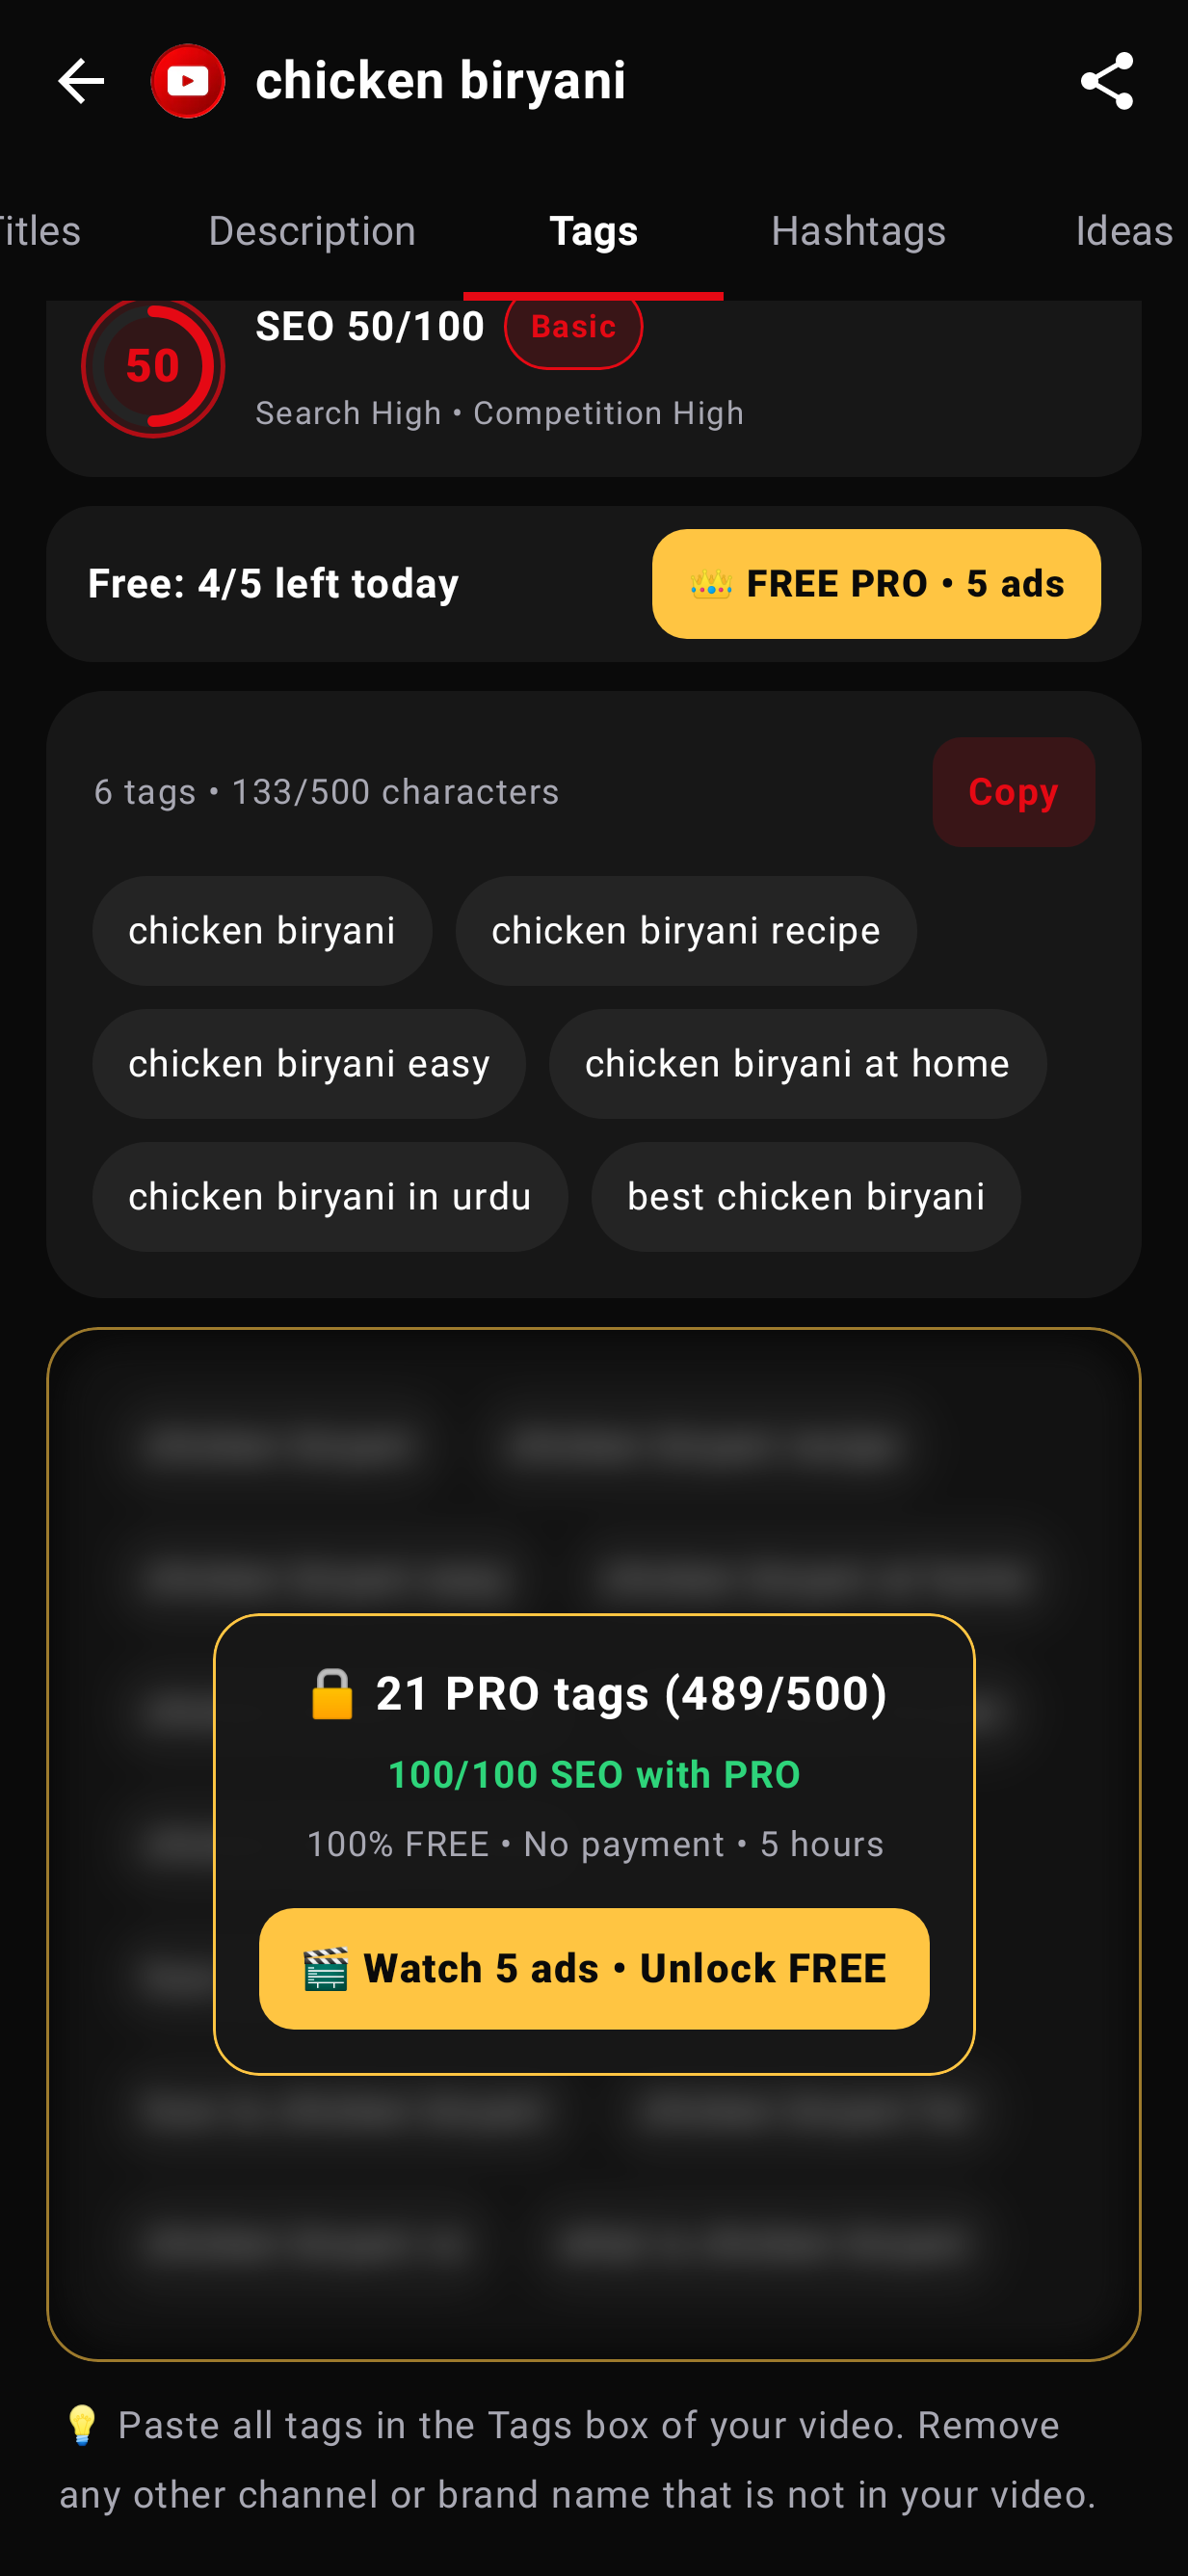 chicken biryani
itles Description Tags Hashtags Ideas
50
SEO 50/100 Basic
Search High • Competition High
Free: 4/5 left today
👑 FREE PRO • 5 ads
6 tags • 133/500 characters
Copy
chicken biryani
chicken biryani recipe
chicken biryani easy
chicken biryani at home
chicken biryani in urdu
best chicken biryani
🔒 21 PRO tags (489/500)
100/100 SEO with PRO
100% FREE • No payment • 5 hours
🎬 Watch 5 ads • Unlock FREE
💡 Paste all tags in the Tags box of your video. Remove
any other channel or brand name that is not in your video.